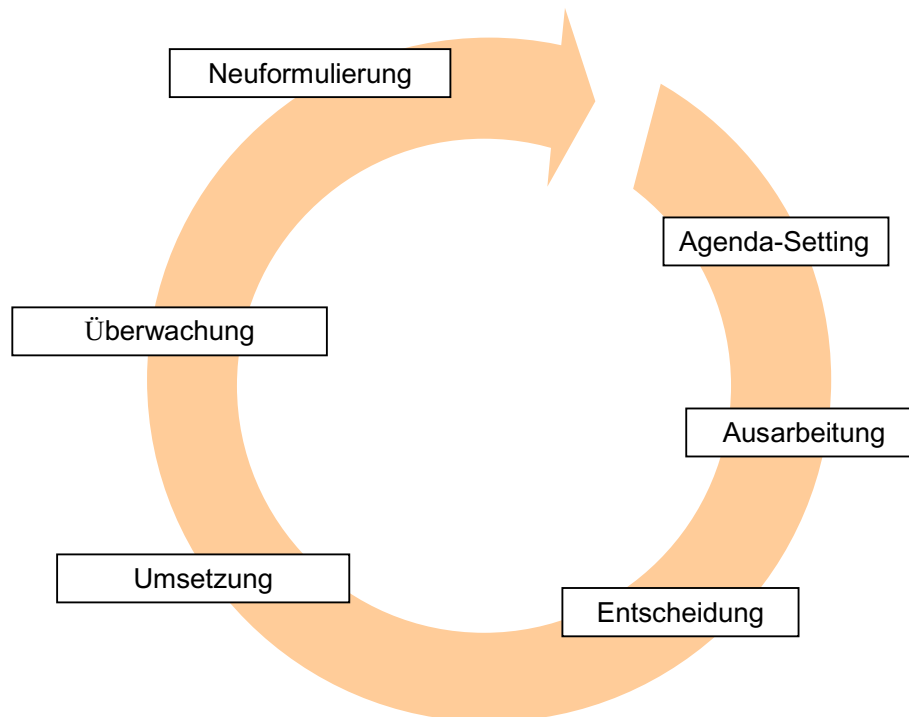 Neuformulierung
Agenda-Setting
Überwachung
Ausarbeitung
Umsetzung
Entscheidung